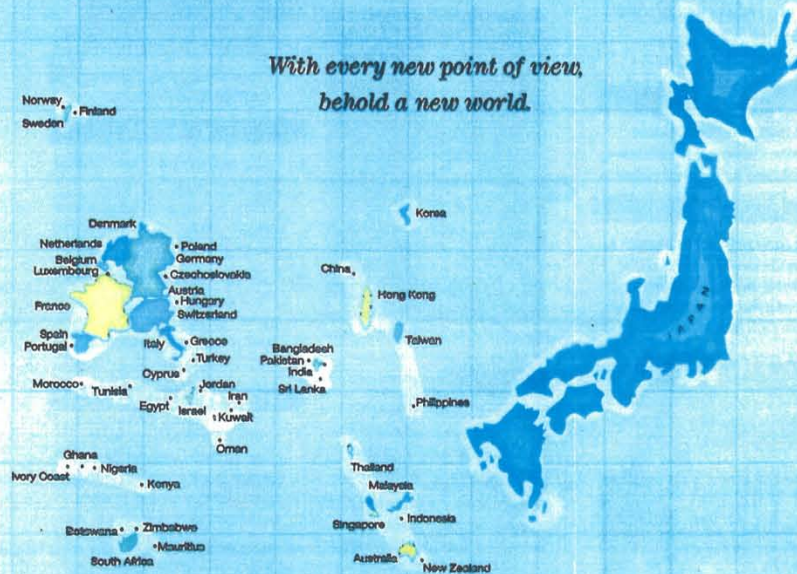 With every new point of view,
behold a new world.
Norway
Finland
Sweden
Korea
Denmark
Netherlands
Poland
Belgium
Germany
Luxembourg
Czechoslovakia
China
Austria
France
Hungary
Hong Kong
Switzerland
Spain
Portugal
Italy
Greece
Taiwan
Turkey
Bangladesh
Pakistan
India
Cyprus
Sri Lanka
Morocco
Tunisia
Jordan
Iran
Egypt
Israel
Kuwait
Philippines
Oman
Ghana
Ivory Coast
Nigeria
Kenya
Thailand
Malaysia
Singapore
Indonesia
Botswana
Zimbabwe
Mauritius
South Africa
Australia
New Zealand
JAPAN